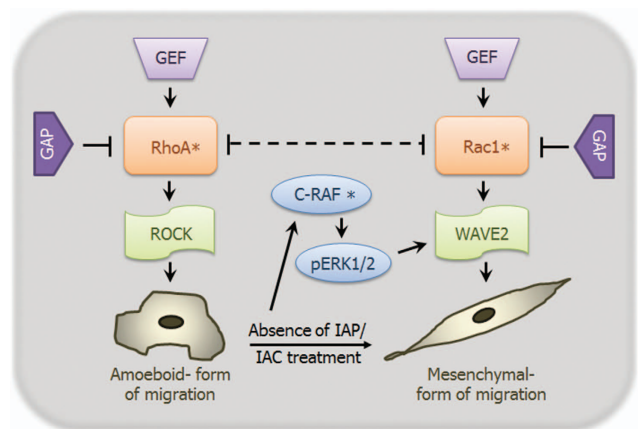 GEF
GEF
GAP
RhoA*
Rac1*
GAP
C-RAF *
ROCK
WAVE2
pERK1/2
Absence of IAP/
IAC treatment
Amoeboid- form
of migration
Mesenchymal-
form of migration